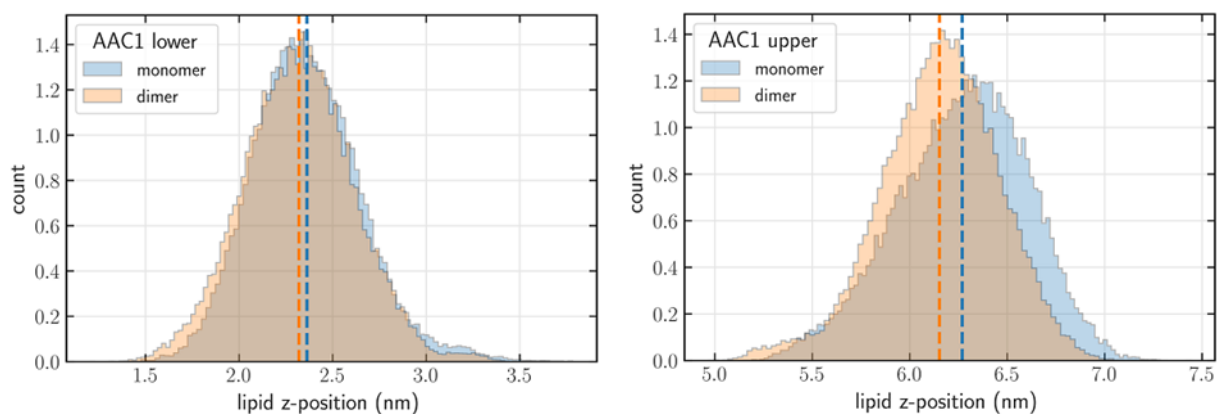 AAC1 lower
monomer
dimer
count
1.4
1.2
1.0
0.8
0.6
0.4
0.2
0.0
1.5 2.0 2.5 3.0 3.5
lipid z-position (nm)
AAC1 upper
monomer
dimer
count
1.4
1.2
1.0
0.8
0.6
0.4
0.2
0.0
5.0 5.5 6.0 6.5 7.0 7.5
lipid z-position (nm)